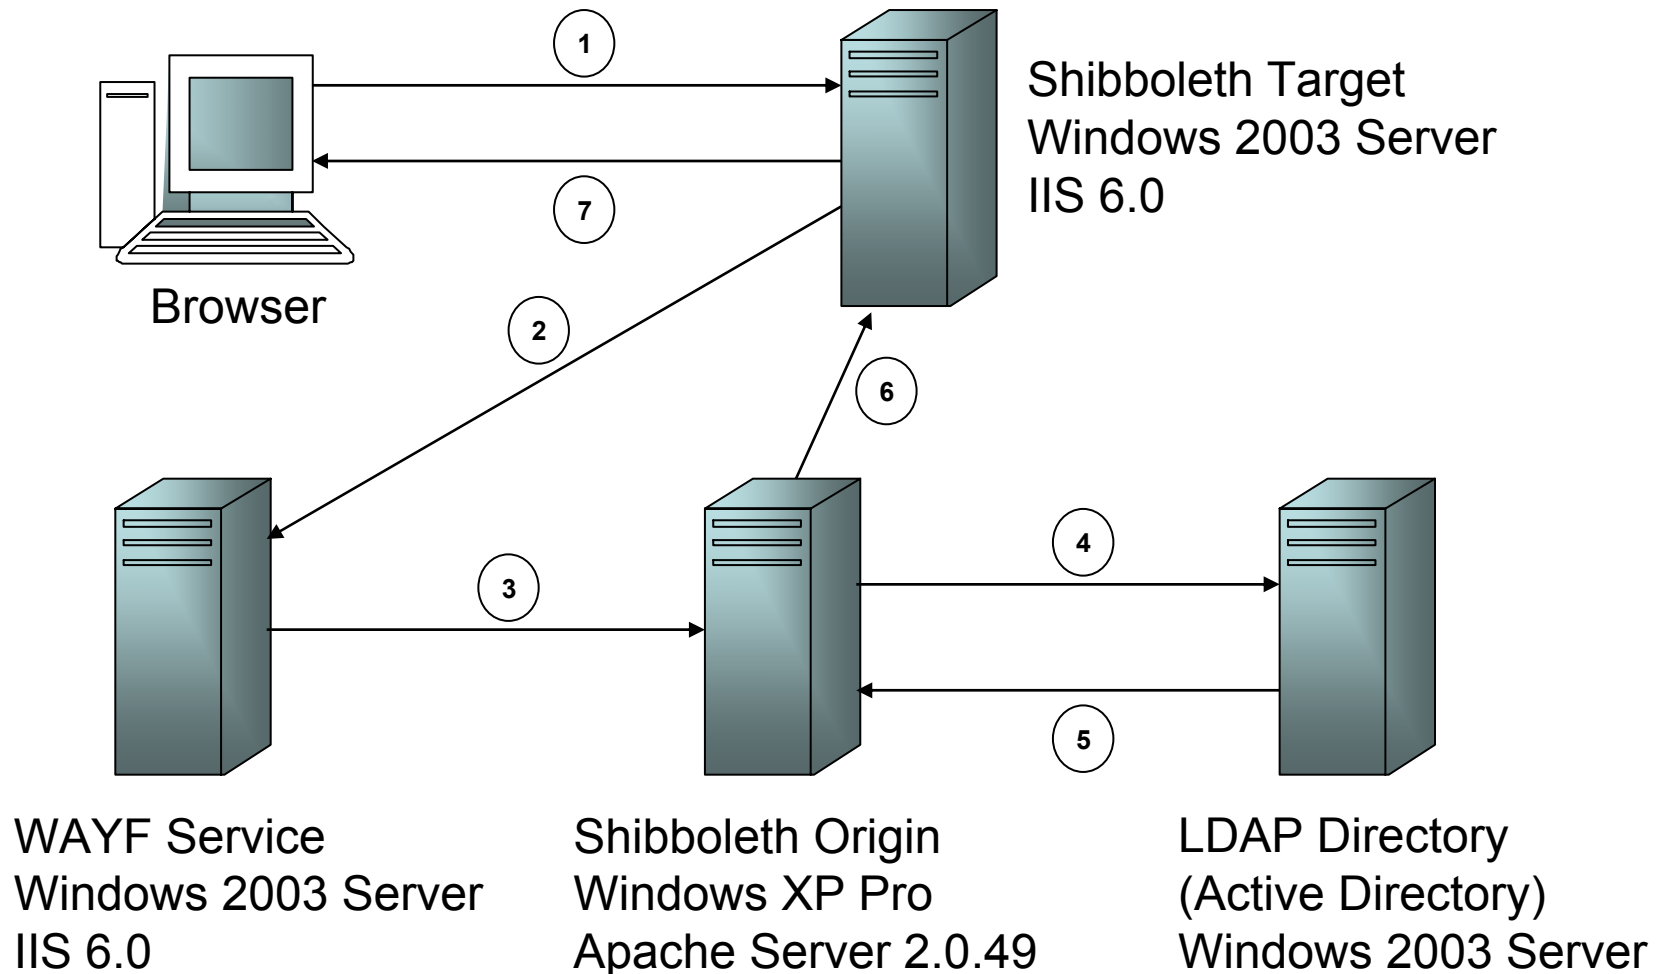 1
Shibboleth Target
Windows 2003 Server
IIS 6.0
7
Browser
2
6
4
3
5
WAYF Service
Windows 2003 Server
IIS 6.0
Shibboleth Origin
Windows XP Pro
Apache Server 2.0.49
LDAP Directory
(Active Directory)
Windows 2003 Server